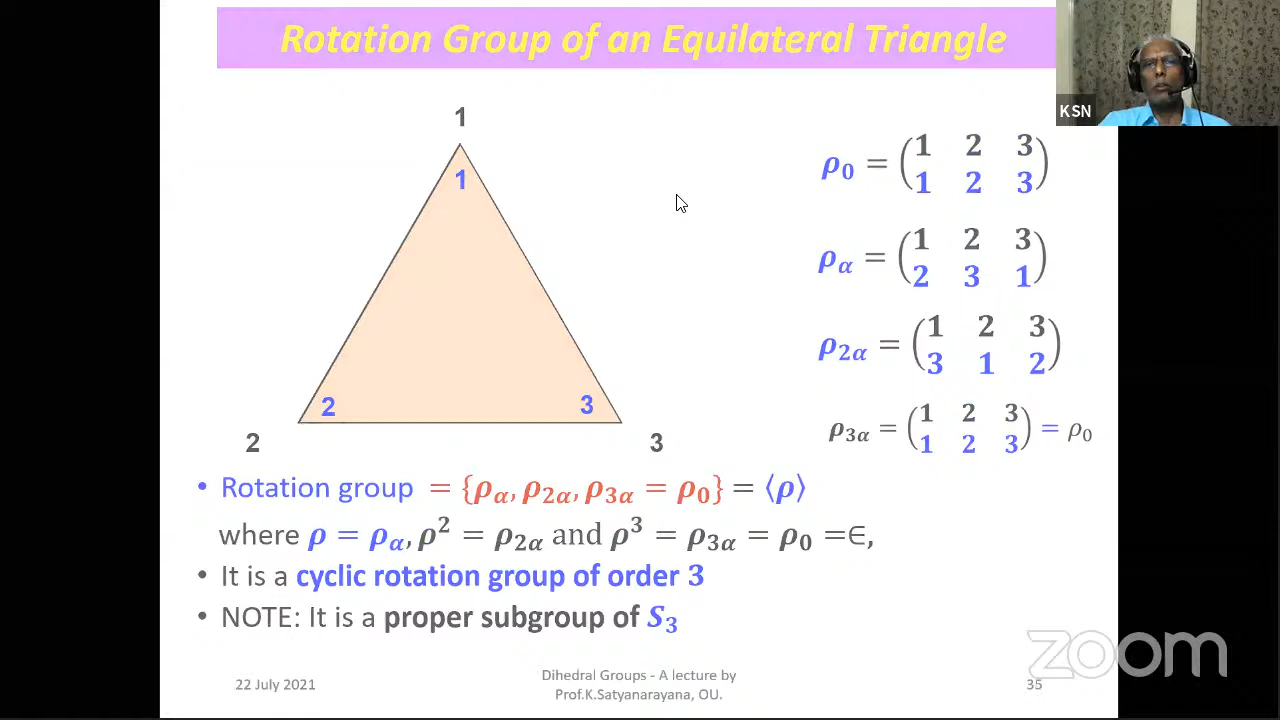 Rotation Group of an Equilateral Triangle
KSN
1
1
2
3
2
3
ρ₀ = (1 2 3
1 2 3)
ρ_α = (1 2 3
2 3 1)
ρ₂α = (1 2 3
3 1 2)
ρ₃α = (1 2 3
1 2 3) = ρ₀
• Rotation group = {ρ_α, ρ₂α, ρ₃α = ρ₀} = ⟨ρ⟩
where ρ = ρ_α, ρ² = ρ₂α and ρ³ = ρ₃α = ρ₀ =∈,
• It is a cyclic rotation group of order 3
• NOTE: It is a proper subgroup of S₃
zoom
22 July 2021
Dihedral Groups - A lecture by
Prof.K.Satyanarayana, OU.
35